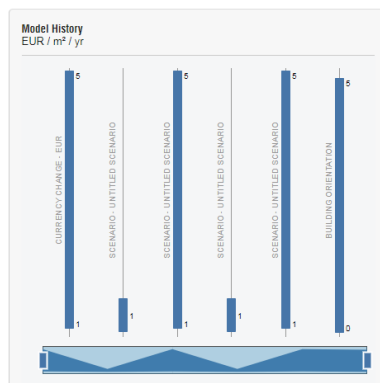 Model History
EUR / m² / yr
CURRENCY CHANGE - EUR
5
1
SCENARIO - UNTITLED SCENARIO
1
SCENARIO - UNTITLED SCENARIO
5
1
SCENARIO - UNTITLED SCENARIO
1
SCENARIO - UNTITLED SCENARIO
5
1
BUILDING ORIENTATION
5
0